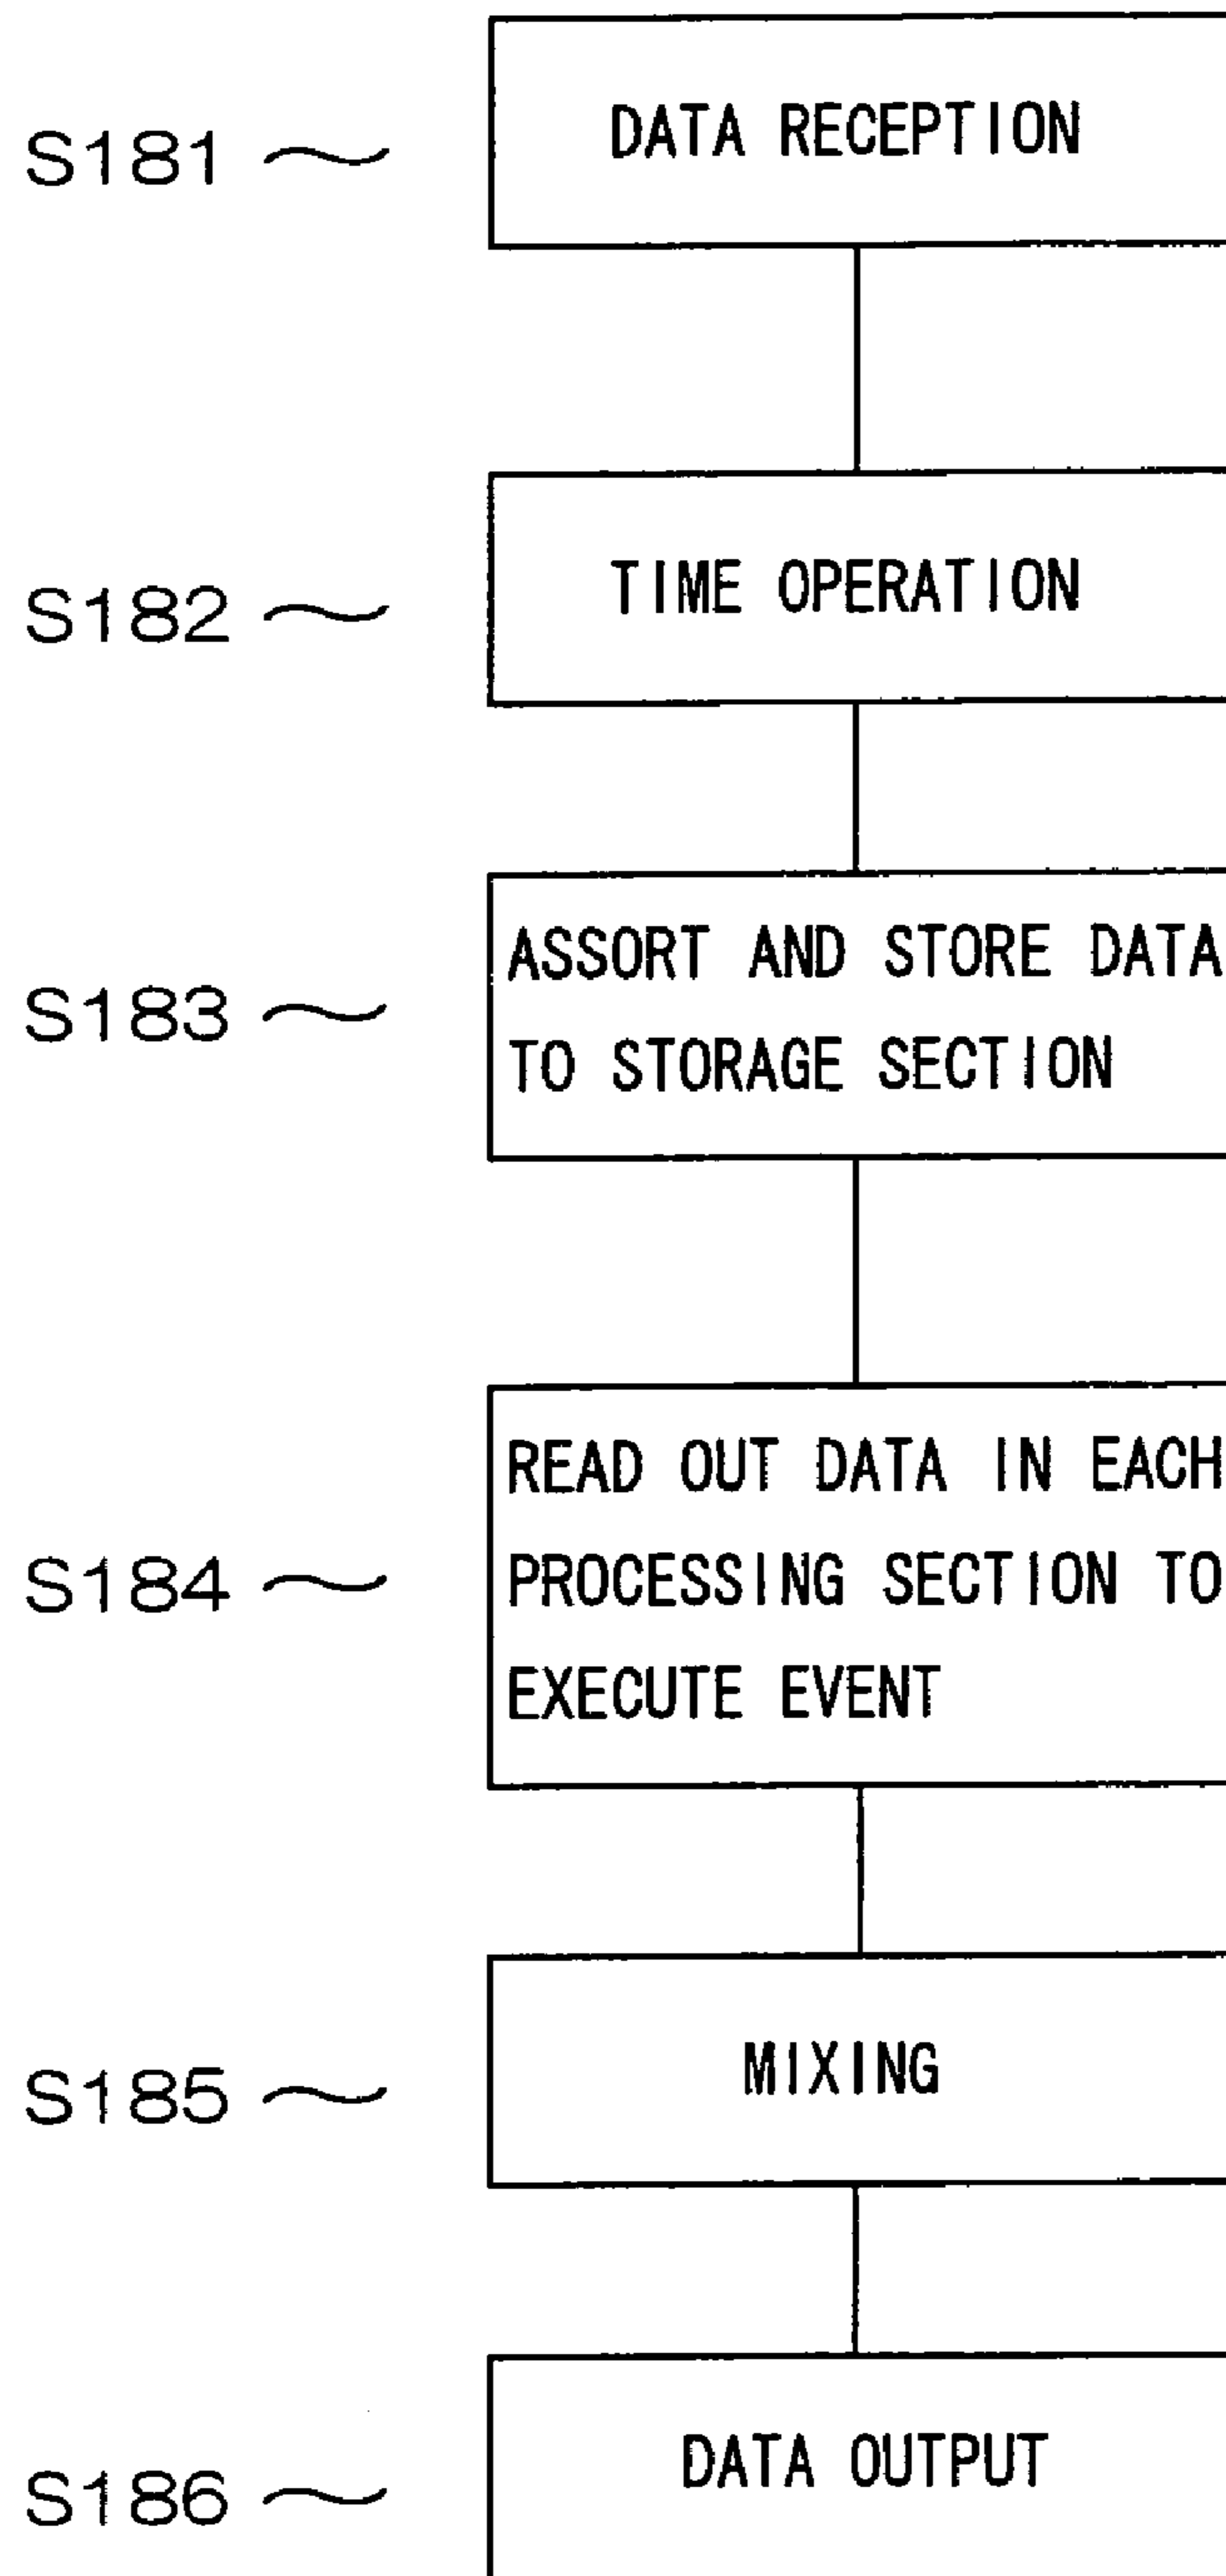 S181 DATA RECEPTION
S182 TIME OPERATION
S183 ASSORT AND STORE DATA
TO STORAGE SECTION
READ OUT DATA IN EACH
S184 PROCESSING SECTION TO
EXECUTE EVENT
S185 MIXING
S186 DATA OUTPUT